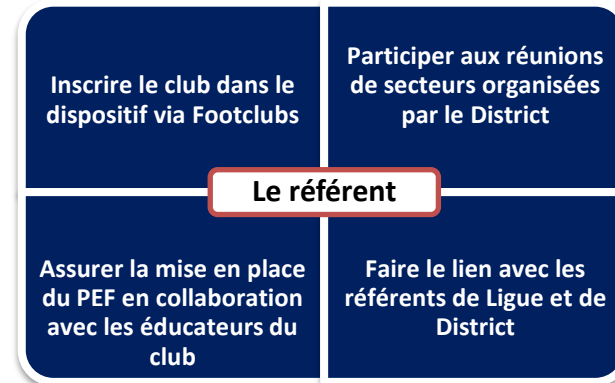 Inscrire le club dans le
dispositif via Footclubs
Participer aux réunions
de secteurs organisées
par le District
Le référent
Assurer la mise en place
du PEF en collaboration
avec les éducateurs du
club
Faire le lien avec les
référents de Ligue et de
District